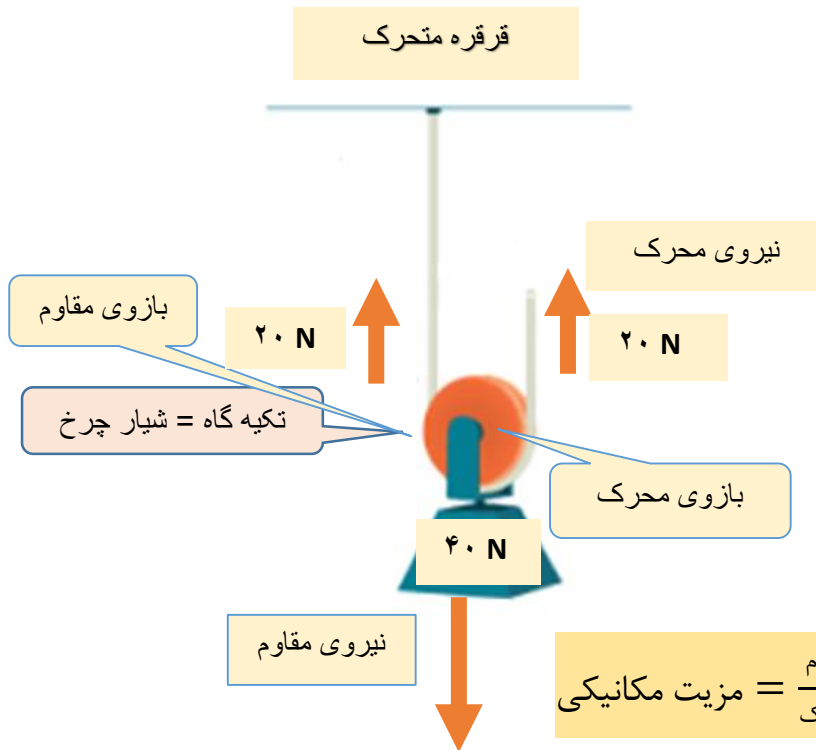 قرقره متحرک
نیروی محرک
بازوی مقاوم
۲۰ N
۲۰ N
تکیه گاه = شیار چرخ
بازوی محرک
۴۰ N
نیروی مقاوم
مزیت مکانیکی =